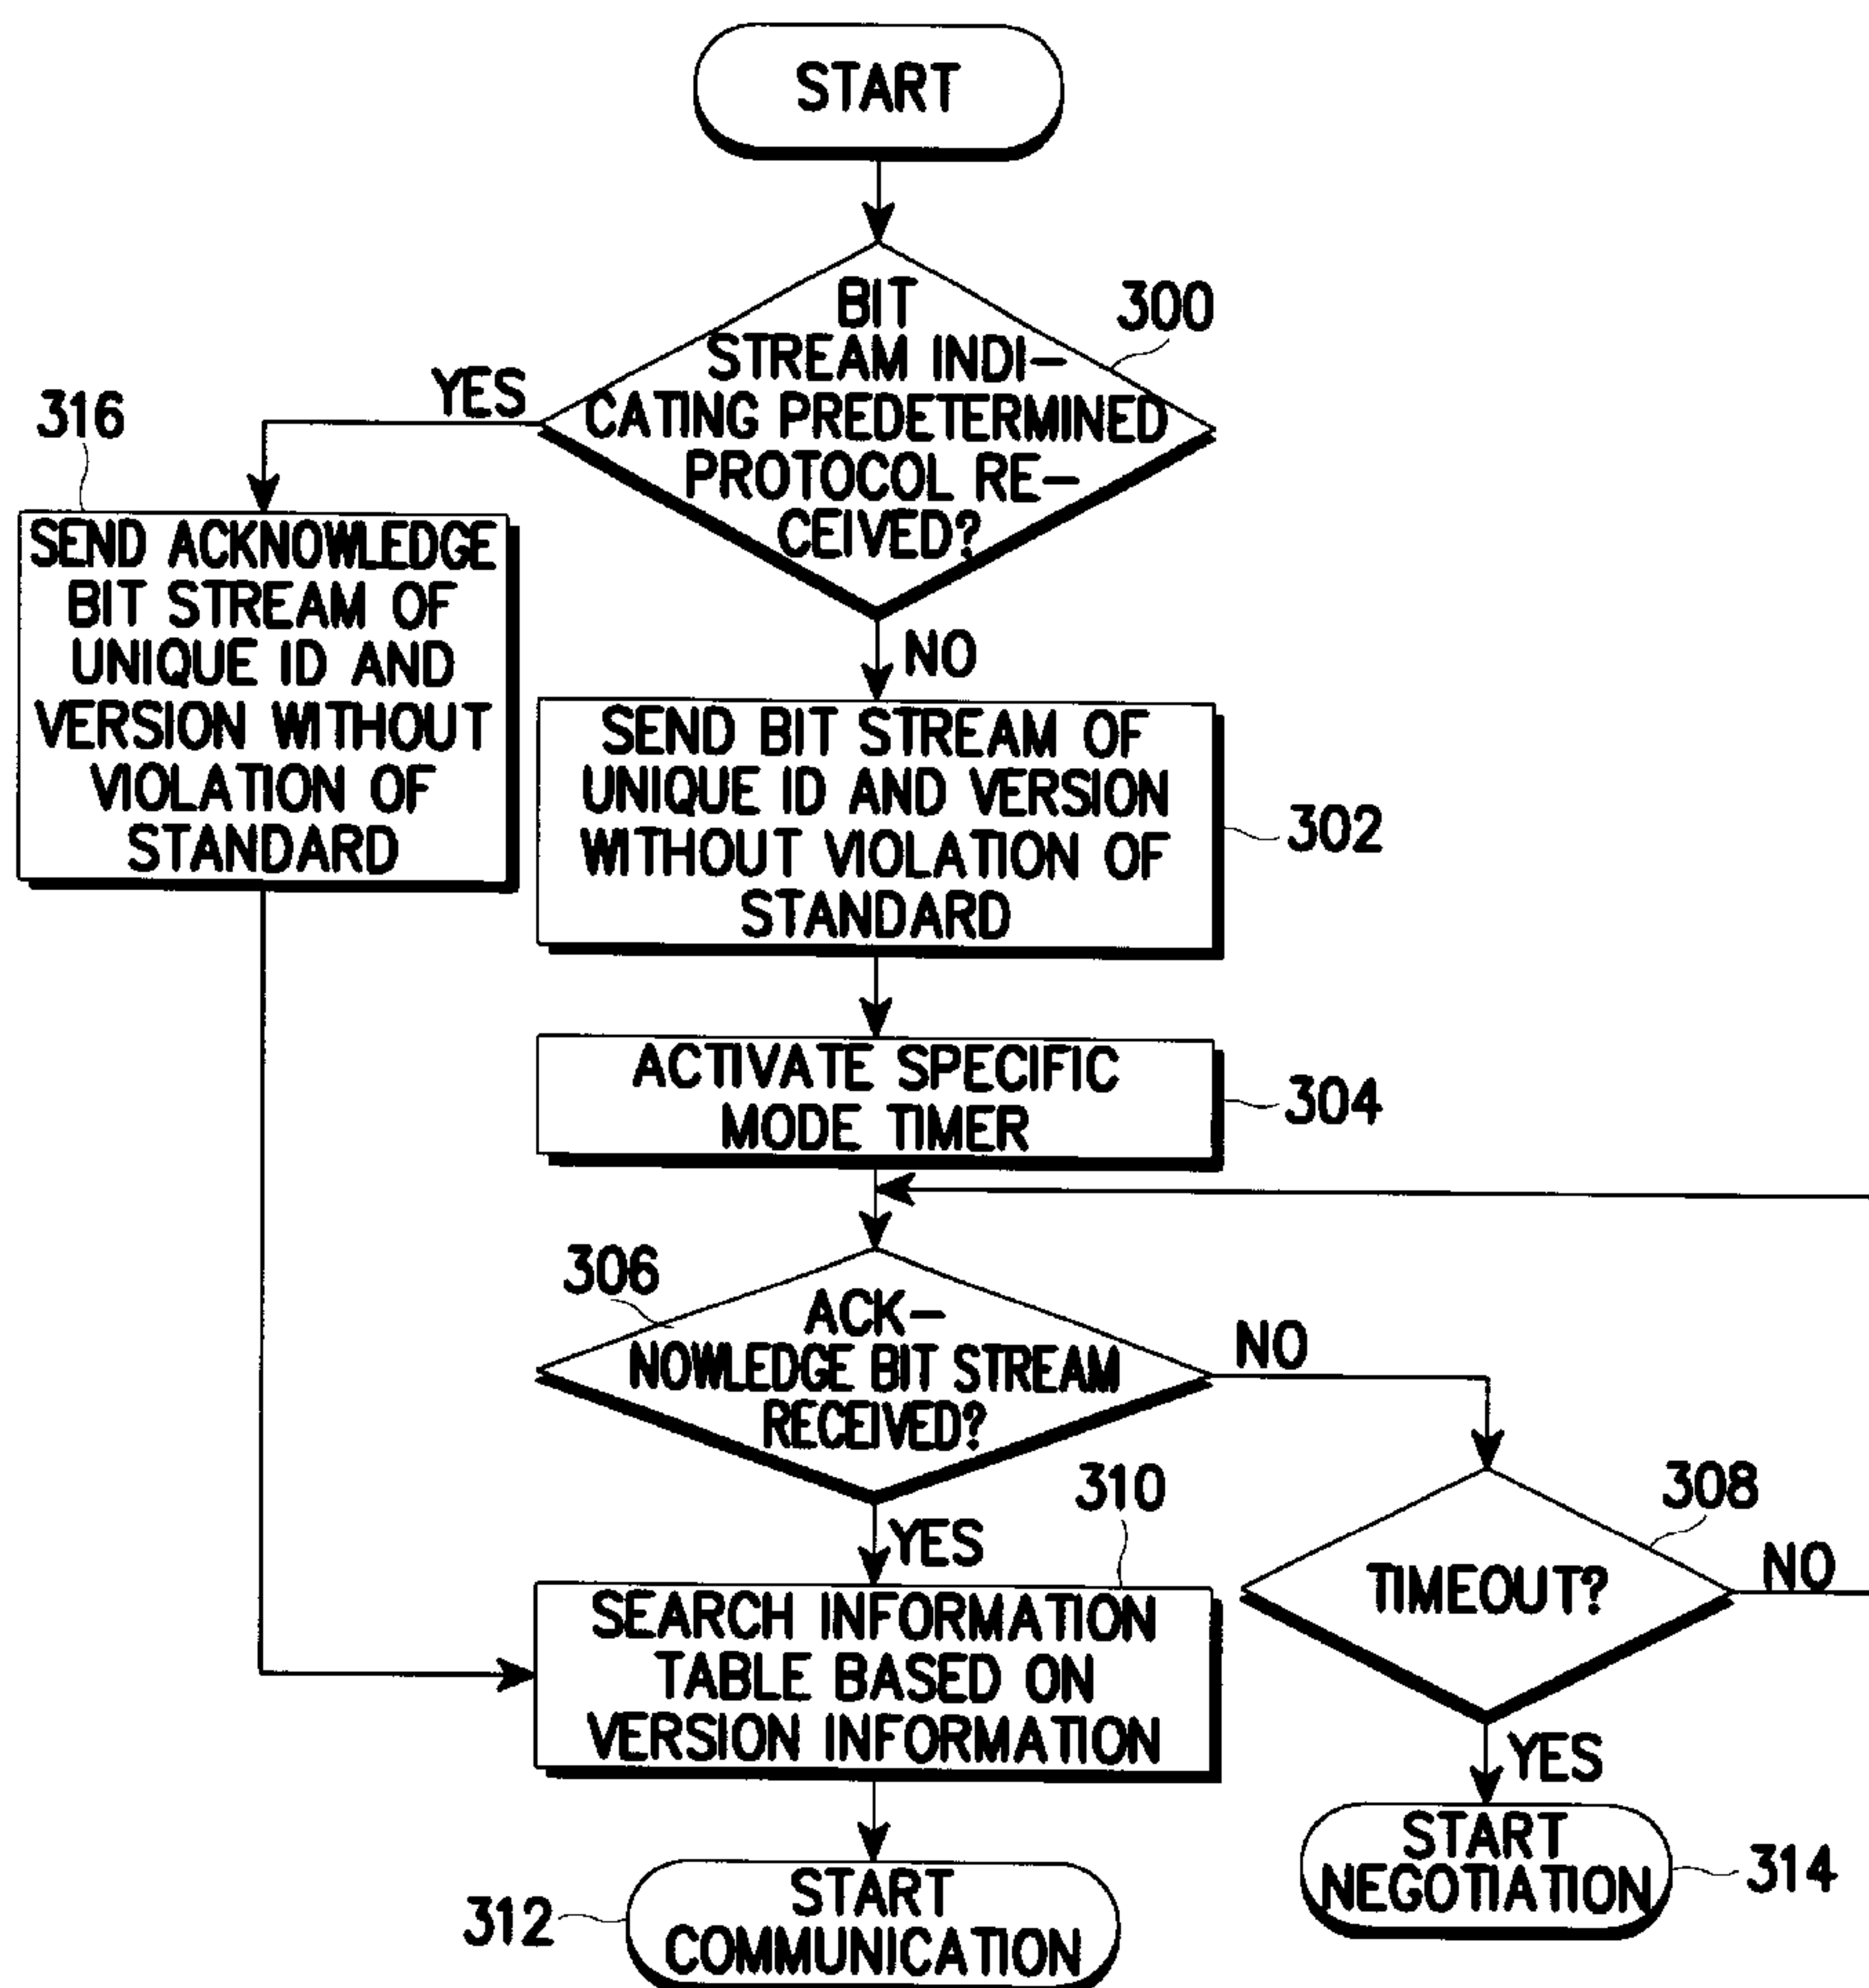 START
BIT
STREAM INDI-
CATING PREDETERMINED
PROTOCOL RE-
CEIVED?
300
YES
316
SEND ACKNOWLEDGE
BIT STREAM OF
UNIQUE ID AND
VERSION WITHOUT
VIOLATION OF
STANDARD
NO
SEND BIT STREAM OF
UNIQUE ID AND VERSION
WITHOUT VIOLATION OF
STANDARD
302
ACTIVATE SPECIFIC
MODE TIMER
304
306
ACK-
NOWLEDGE BIT STREAM
RECEIVED?
NO
YES
310
308
TIMEOUT?
NO
SEARCH INFORMATION
TABLE BASED ON
VERSION INFORMATION
YES
START
NEGOTIATION
314
312
START
COMMUNICATION